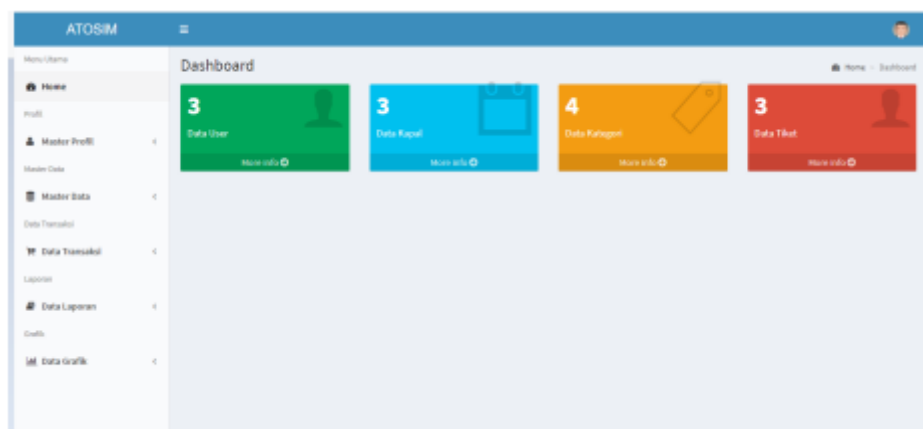 ATOSIM
Menu Utama
Home
Profil
Master Profil
Master Data
Master Data
Data Transaksi
Data Transaksi
Laporan
Data Laporan
Grafik
Data Grafik
Dashboard
Home - Dashboard
3
Data User
More info
3
Data Kapal
More info
4
Data Kategori
More info
3
Data Tiket
More info